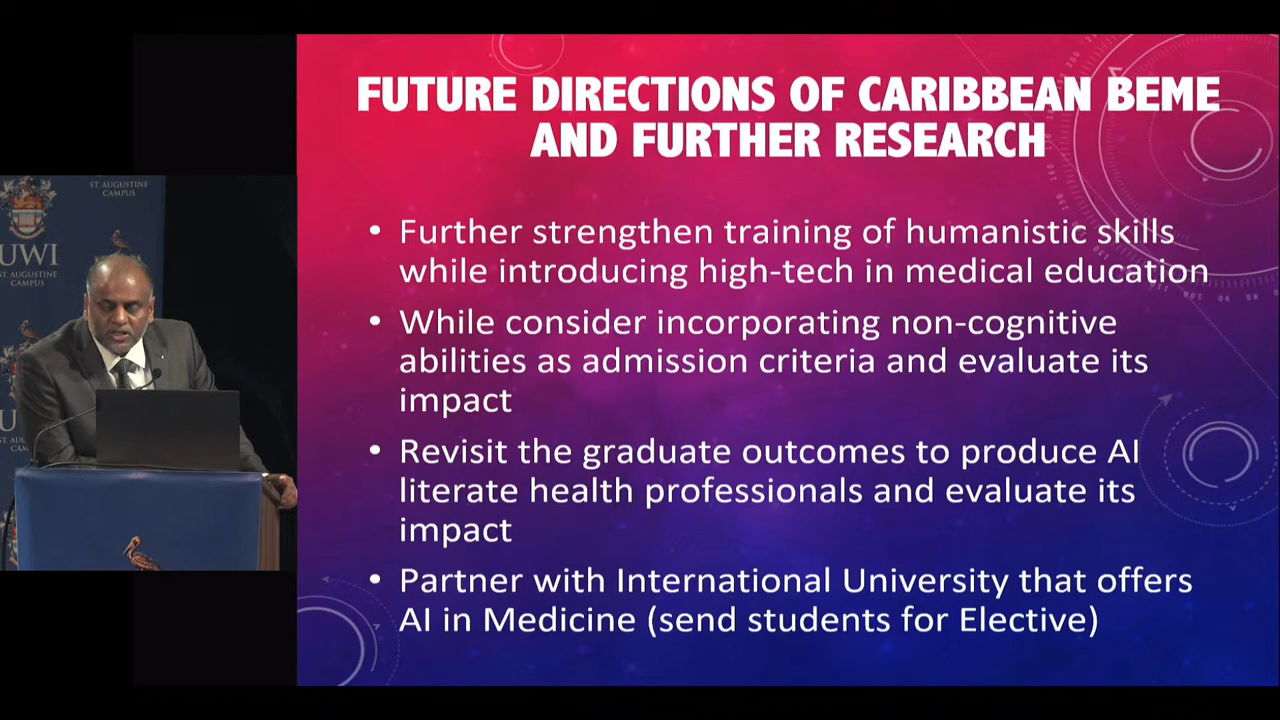 FUTURE DIRECTIONS OF CARIBBEAN BEME
AND FURTHER RESEARCH
• Further strengthen training of humanistic skills
while introducing high-tech in medical education
• While consider incorporating non-cognitive
abilities as admission criteria and evaluate its
impact
• Revisit the graduate outcomes to produce AI
literate health professionals and evaluate its
impact
• Partner with International University that offers
AI in Medicine (send students for Elective)
ST. AUGUSTINE
CAMPUS
UWI
ST. AUGUSTINE
CAMPUS